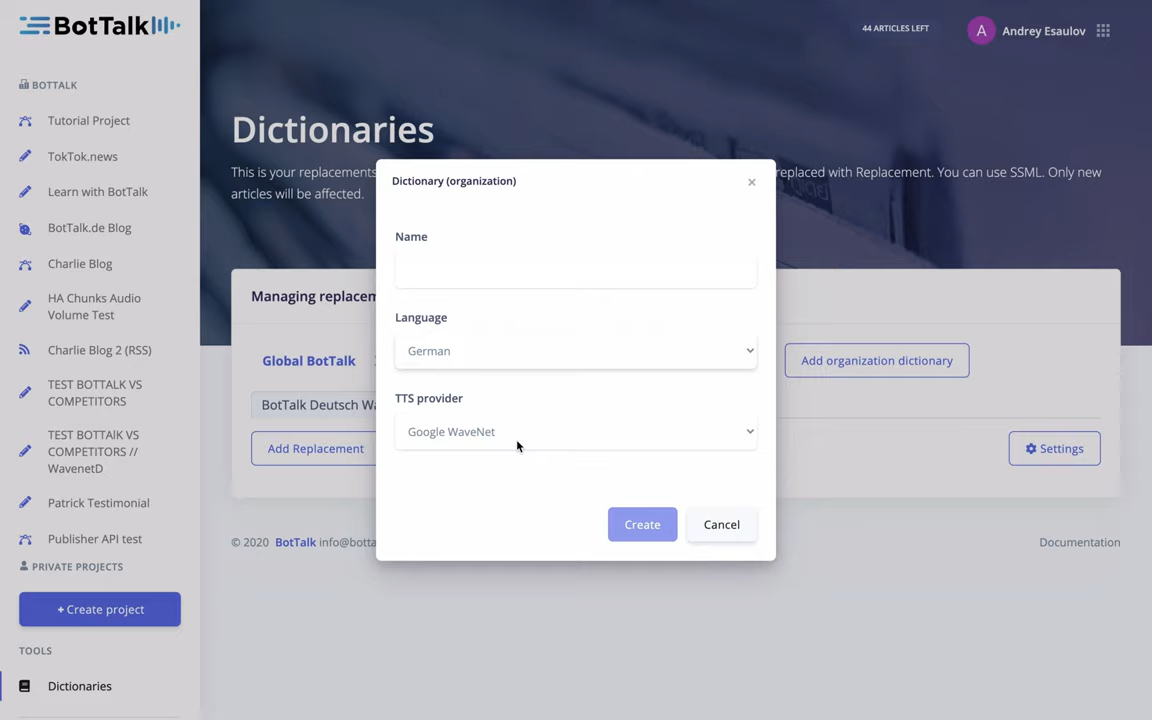 BotTalk
BOTTALK
Tutorial Project
TokTok.news
Learn with BotTalk
BotTalk.de Blog
Charlie Blog
HA Chunks Audio
Volume Test
Charlie Blog 2 (RSS)
TEST BOTTALK VS
COMPETITORS
TEST BOTTAlK VS
COMPETITORS //
WavenetD
Patrick Testimonial
Publisher API test
PRIVATE PROJECTS
+ Create project
TOOLS
Dictionaries
44 ARTICLES LEFT
A
Andrey Esaulov
Dictionaries
This is your replacements
replaced with Replacement. You can use SSML. Only new
articles will be affected.
Managing replacem
Global BotTalk
Add organization dictionary
BotTalk Deutsch Wa
Add Replacement
Settings
Dictionary (organization)
×
Name
Language
German
TTS provider
Google WaveNet
Create
Cancel
© 2020 BotTalk info@botta
Documentation